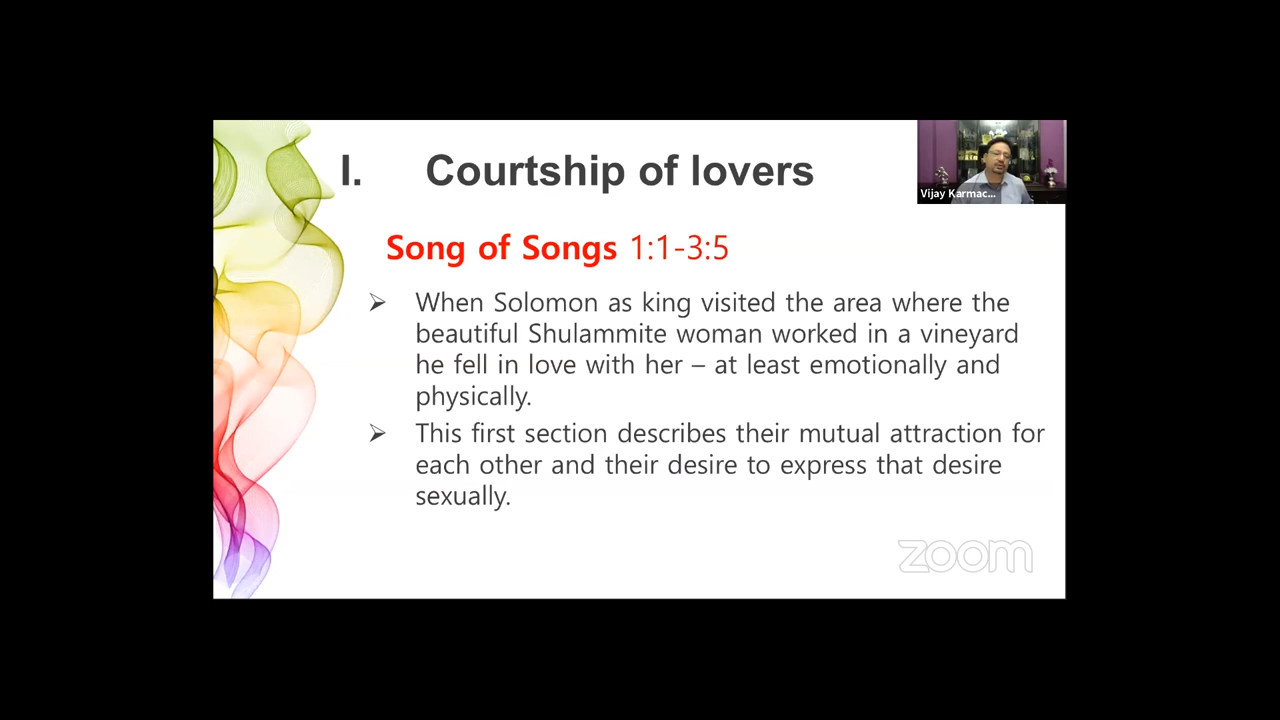 I. Courtship of lovers
Vijay Karmac...
Song of Songs 1:1-3:5
➢ When Solomon as king visited the area where the
beautiful Shulammite woman worked in a vineyard
he fell in love with her – at least emotionally and
physically.
➢ This first section describes their mutual attraction for
each other and their desire to express that desire
sexually.
zoom